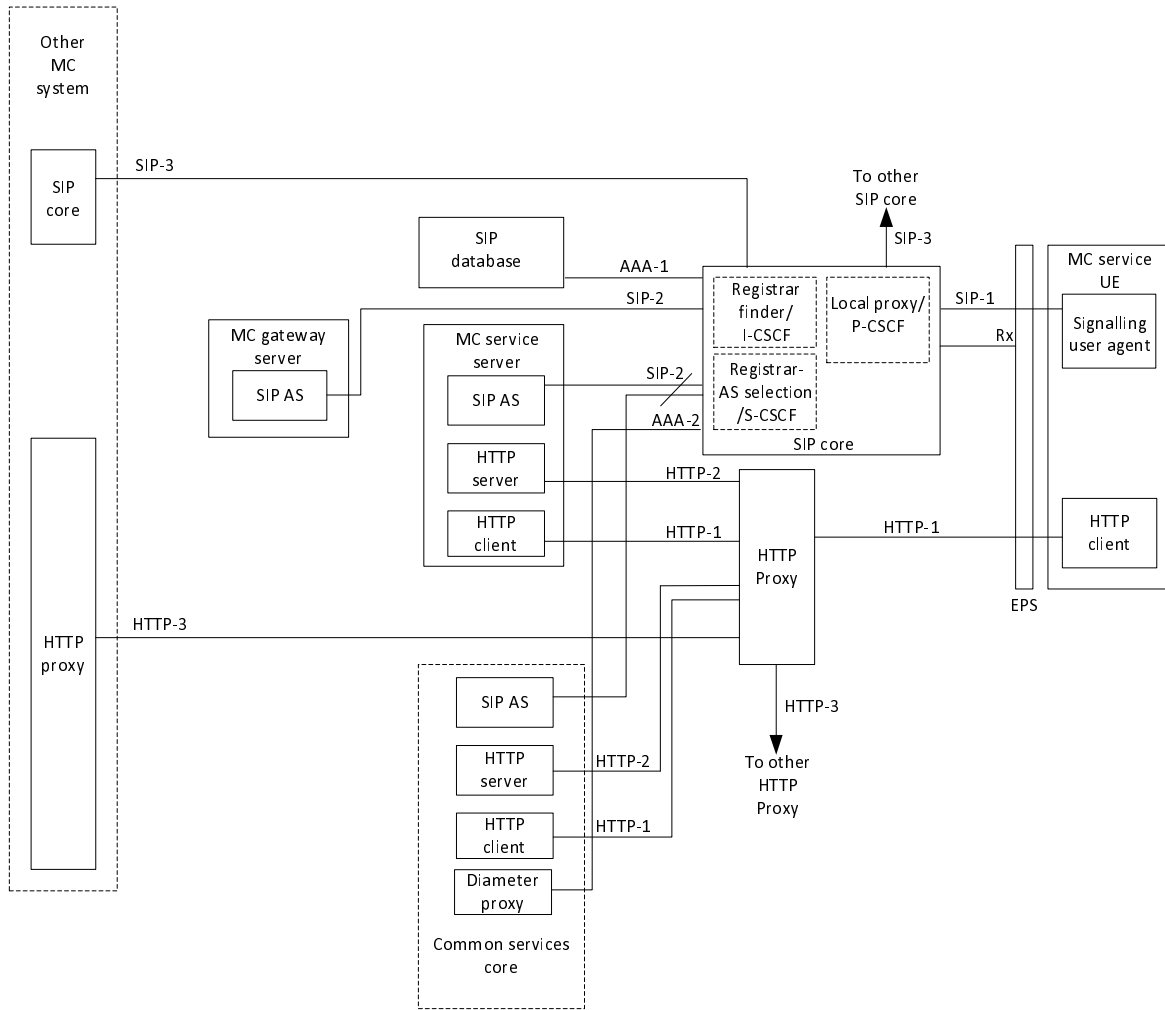 Other
MC
system
SIP
core
SIP-3
To other
SIP core
SIP-3
SIP
database
AAA-1
SIP-2
MC gateway
server
SIP AS
MC service
server
SIP AS
HTTP
server
HTTP
client
SIP-2
AAA-2
Registrar
finder/
I-CSCF
Local proxy/
P-CSCF
Registrar-
AS selection
/S-CSCF
SIP core
SIP-1
Rx
MC service
UE
Signalling
user agent
HTTP
client
EPS
HTTP-2
HTTP-1
HTTP
Proxy
HTTP-1
HTTP
proxy
HTTP-3
HTTP-3
To other
HTTP
Proxy
SIP AS
HTTP
server
HTTP-2
HTTP
client
HTTP-1
Diameter
proxy
Common services
core